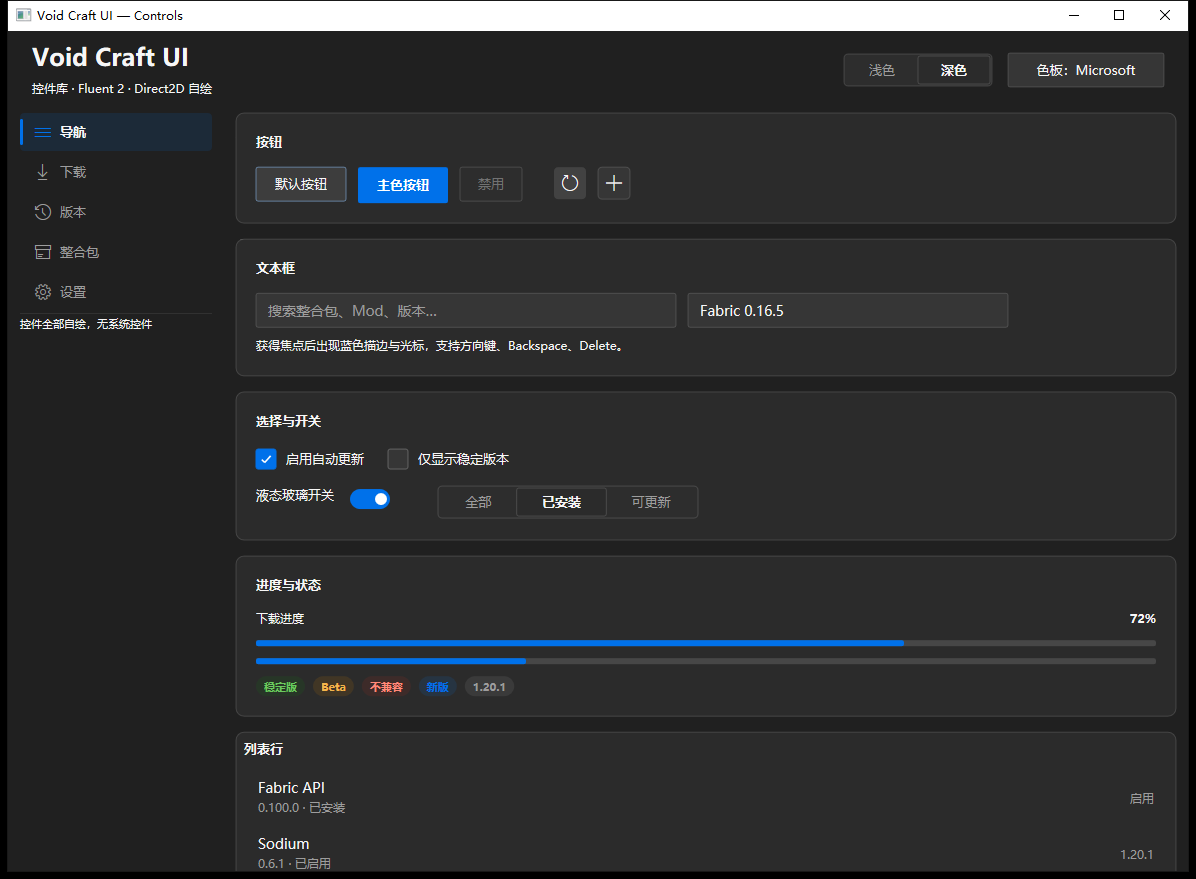 Void Craft UI — Controls
Void Craft UI
控件库 · Fluent 2 · Direct2D 自绘
浅色 深色 色板：Microsoft
导航
下载
版本
整合包
设置
控件全部自绘，无系统控件
按钮
默认按钮 主色按钮 禁用
文本框
搜索整合包、Mod、版本... Fabric 0.16.5
获得焦点后出现蓝色描边与光标，支持方向键、Backspace、Delete。
选择与开关
启用自动更新 仅显示稳定版本
液态玻璃开关 全部 已安装 可更新
进度与状态
下载进度 72%
稳定版 Beta 不兼容 新版 1.20.1
列表行
Fabric API
0.100.0 · 已安装 启用
Sodium
0.6.1 · 已启用 1.20.1